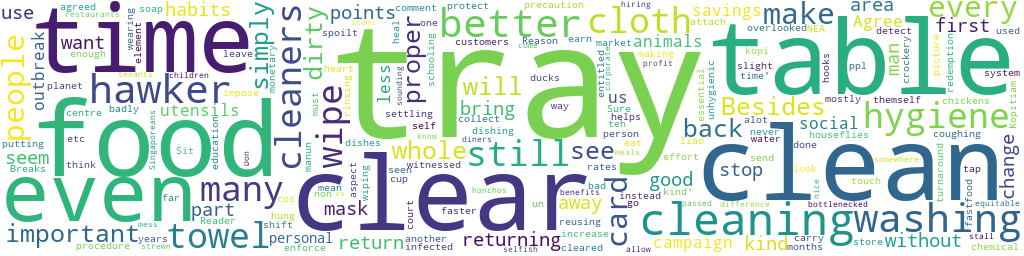 time
tray
table
food
clear
clean
even
hawker
many
important
towel
people
habits
use
want
outbreak
planet
simply
cleaners
utensils
dirty
wipe
mask
proper
less
points
cloth
better
will
bring
whole
still
see
away
good
card
return
returning
cleaning
washing
campaign
kind
without
back
stop
social
Besides
make
savings
Agree
area
every
first
man
hygiene
change
animals
us
seem
part
personal
enforce
procedure
putting
centre
etc
think
Breaks
badly
far
years
strewn
mess
Singaporeans
Sit
education
tenants
children
impose
leave
element
wearing
soap
agreed
restaurants
items
enough
monetary
must
heart
rinsing
hung
shift
mean
non
aspect
wiping
dishes
manun
seen
cup
court
another
infected
cleared
selfish
faster
honchos
benefits
witnessed
settling
self
collect
teh
dishing
diners
know
person
helps
Sure
rates
bad
instead
go
un
reusing
increase
allow
eat
meals
effort
liao
essential
unhygienic
entitled
corporate
ducks
way
customers
one
schooling
sounding
heal
comment
protect
precaution
spoilt
Reason
earn
come
market
making
profit
slight
time'
hooks
hiring
attach
overlooked
NEA
kopi
detect
ppl
crockery
picture
redemption
used
system
chickens
Kopitiam
themself
mostly
alot
never
houseflies
coughing
water
done
send
touch
look
somewhere
turnaround
fastfood
tap
kind'
passed
difference
nice
bottlenecked
carry
months
store
stall
chemical
equitable
Reader
cos